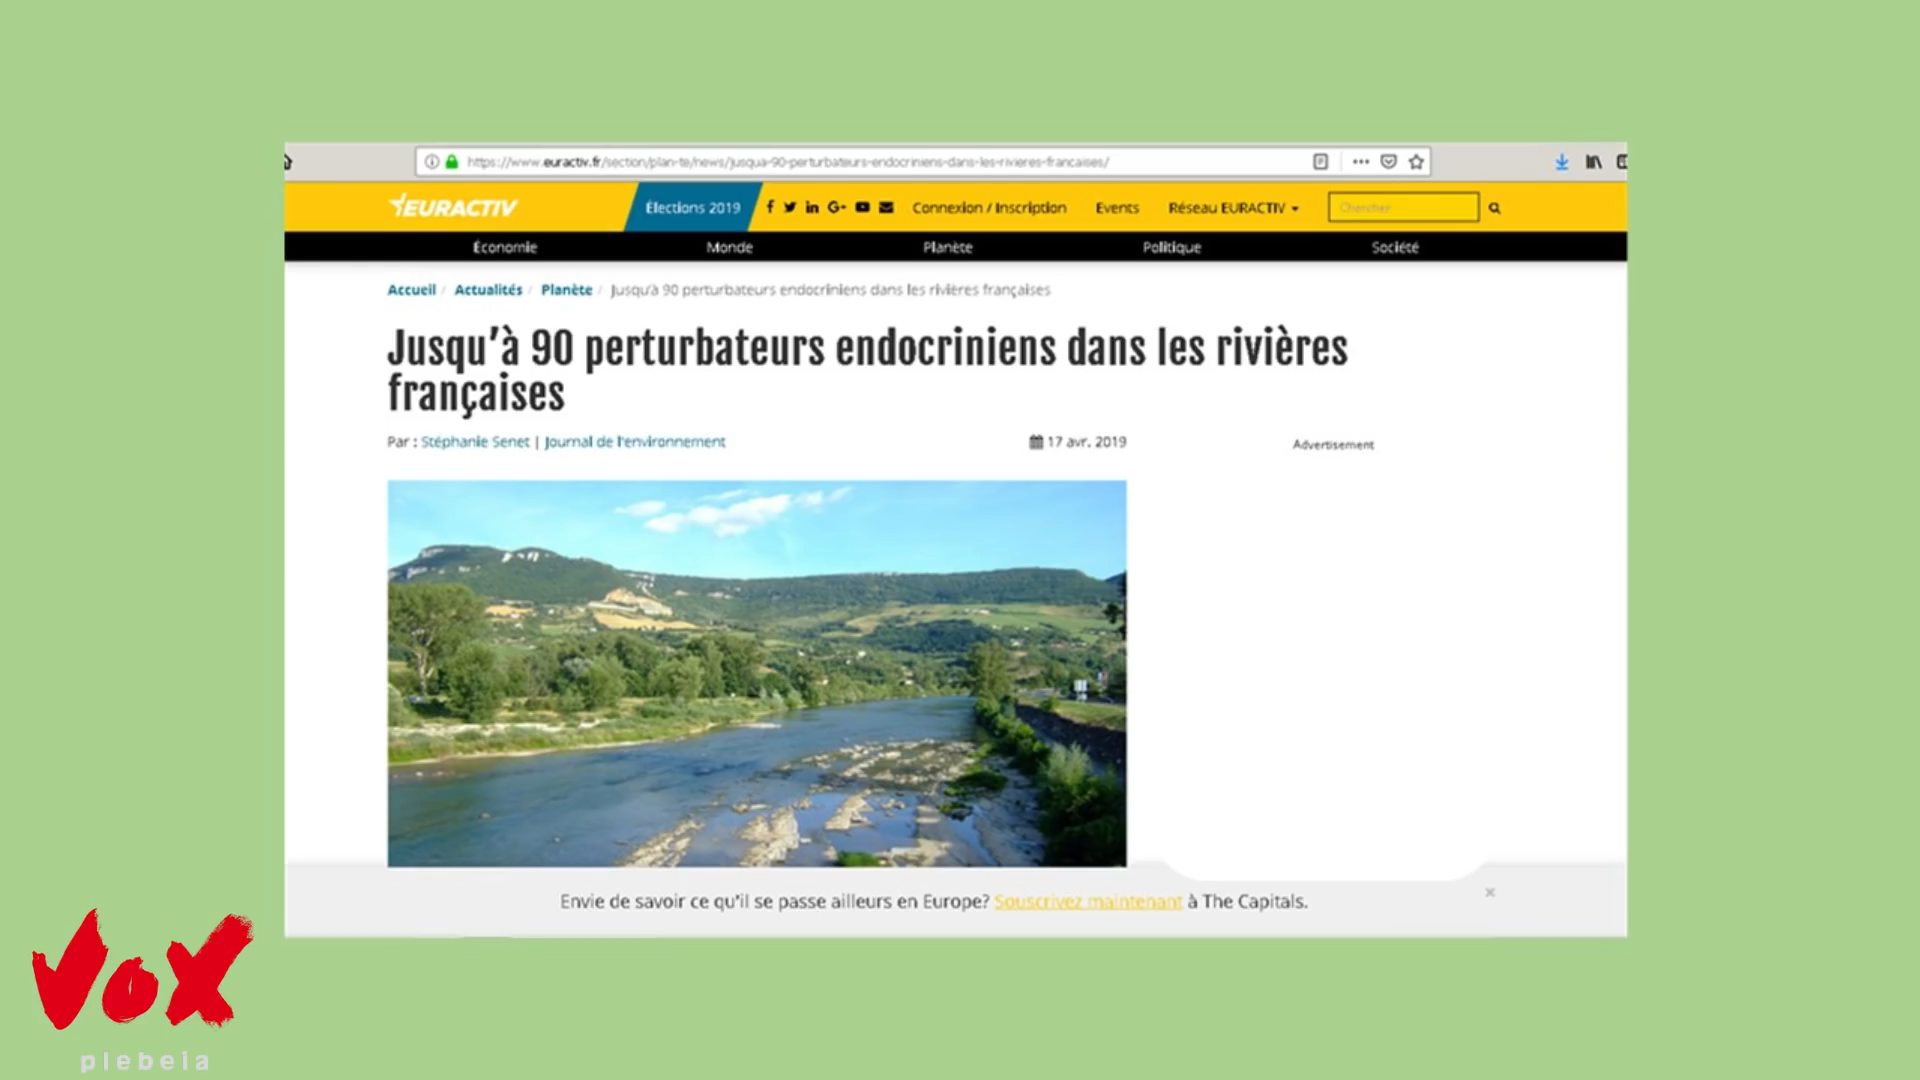 https://www.euractiv.fr/section/plan-te/news/jusqua-90-perturbateurs-endocriniens-dans-les-rivieres-francaises/
EURACTIV
Élections 2019
Connexion / Inscription
Events
Réseau EURACTIV
Chercher
Économie
Monde
Planète
Politique
Société
Accueil / Actualités / Planète / Jusqu'à 90 perturbateurs endocriniens dans les rivières françaises
Jusqu'à 90 perturbateurs endocriniens dans les rivières
françaises
Par : Stéphanie Senet | Journal de l'environnement
17 avr. 2019
Advertisement
Envie de savoir ce qu'il se passe ailleurs en Europe? Souscrivez maintenant à The Capitals.
Vox
plebeia